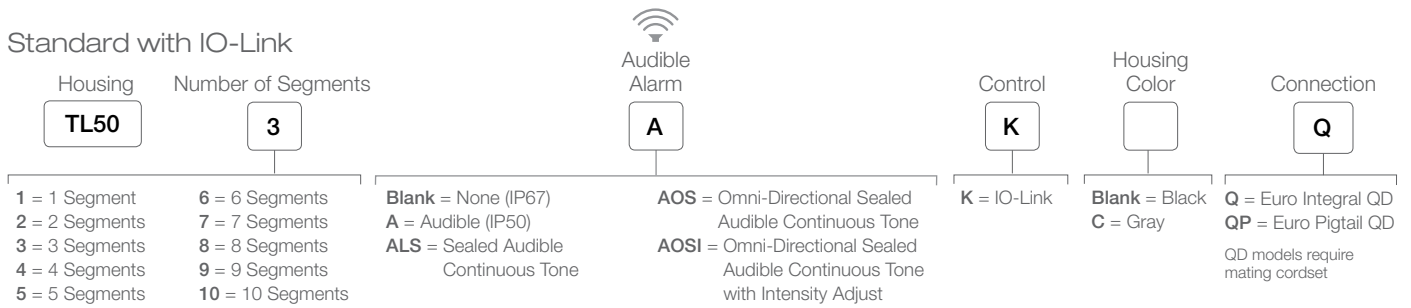 Standard with IO-Link
Housing
TL50
Number of Segments
3
1 = 1 Segment
2 = 2 Segments
3 = 3 Segments
4 = 4 Segments
5 = 5 Segments
6 = 6 Segments
7 = 7 Segments
8 = 8 Segments
9 = 9 Segments
10 = 10 Segments
Audible
Alarm
A
Blank = None (IP67)
A = Audible (IP50)
ALS = Sealed Audible
Continuous Tone
AOS = Omni-Directional Sealed
Audible Continuous Tone
AOSI = Omni-Directional Sealed
Audible Continuous Tone
with Intensity Adjust
Control
K
K = IO-Link
Housing
Color
Blank = Black
C = Gray
Connection
Q
Q = Euro Integral QD
QP = Euro Pigtail QD
QD models require
mating cordset